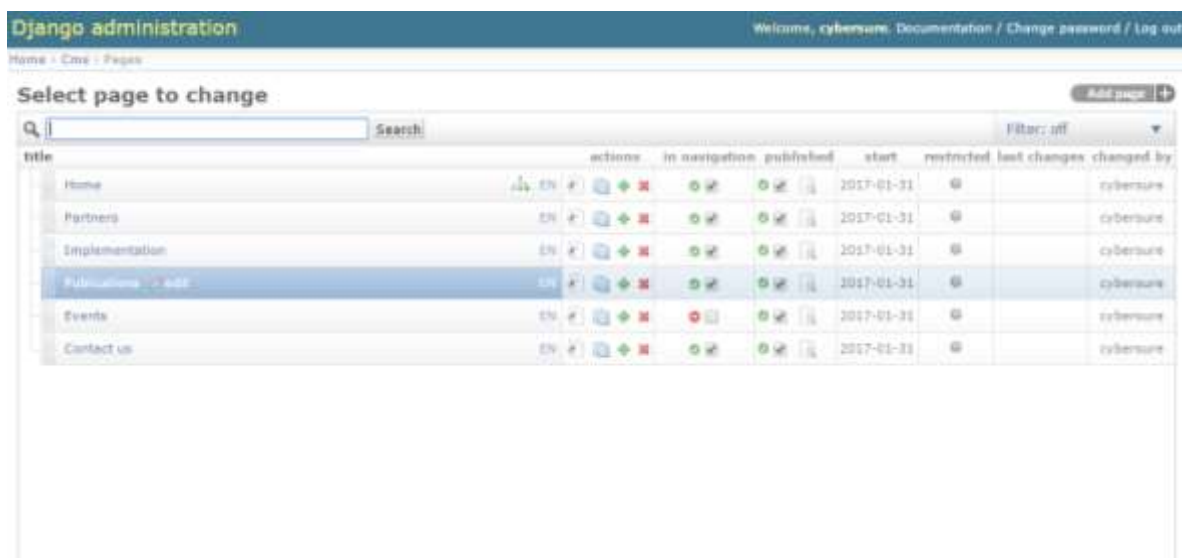 Django administration
Welcome, cybersure. Documentation / Change password / Log out
Home › Cms › Pages
Select page to change
Add page +
Search
Filter: off
title actions in navigation published start restricted last changes changed by
Home EN 2017-01-31 cybersure
Partners EN 2017-01-31 cybersure
Implementation EN 2017-01-31 cybersure
Publications edit EN 2017-01-31 cybersure
Events EN 2017-01-31 cybersure
Contact us EN 2017-01-31 cybersure